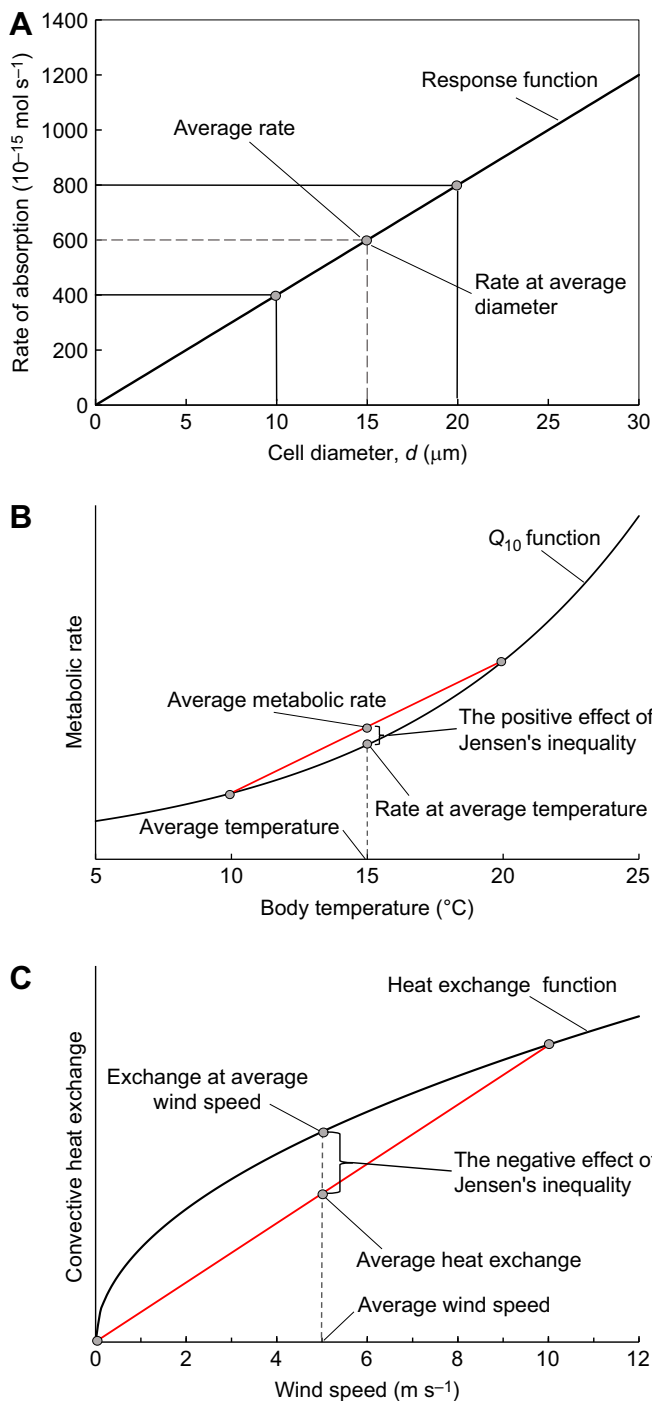 A
1400
1200
1000
800
600
400
200
0
Rate of absorption (10⁻¹⁵ mol s⁻¹)
Response function
Average rate
Rate at average
diameter
0 5 10 15 20 25 30
Cell diameter, d (μm)
B
Metabolic rate
Q₁₀ function
Average metabolic rate
The positive effect of
Jensen's inequality
Rate at average temperature
Average temperature
5 10 15 20 25
Body temperature (°C)
C
Convective heat exchange
Heat exchange function
Exchange at average
wind speed
The negative effect of
Jensen's inequality
Average heat exchange
Average wind speed
0 2 4 6 8 10 12
Wind speed (m s⁻¹)